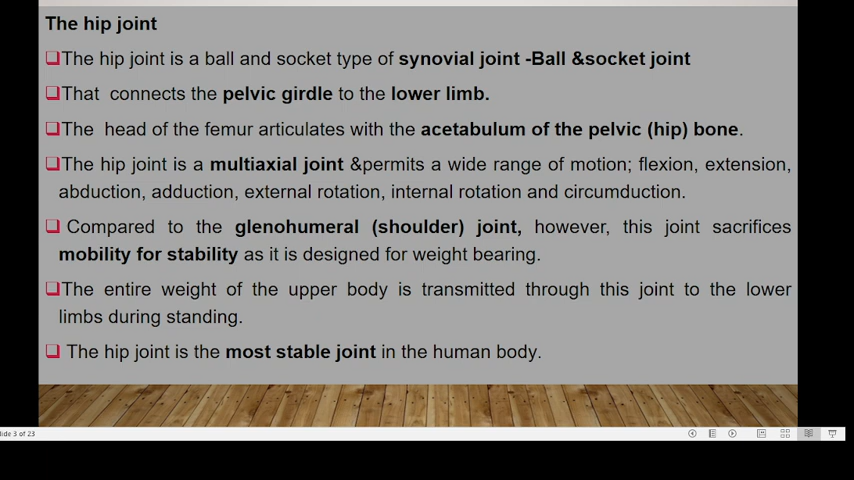 The hip joint
❑The hip joint is a ball and socket type of synovial joint -Ball &socket joint
❑That connects the pelvic girdle to the lower limb.
❑The head of the femur articulates with the acetabulum of the pelvic (hip) bone.
❑The hip joint is a multiaxial joint &permits a wide range of motion; flexion, extension,
abduction, adduction, external rotation, internal rotation and circumduction.
❑ Compared to the glenohumeral (shoulder) joint, however, this joint sacrifices
mobility for stability as it is designed for weight bearing.
❑The entire weight of the upper body is transmitted through this joint to the lower
limbs during standing.
❑ The hip joint is the most stable joint in the human body.
lide 3 of 23